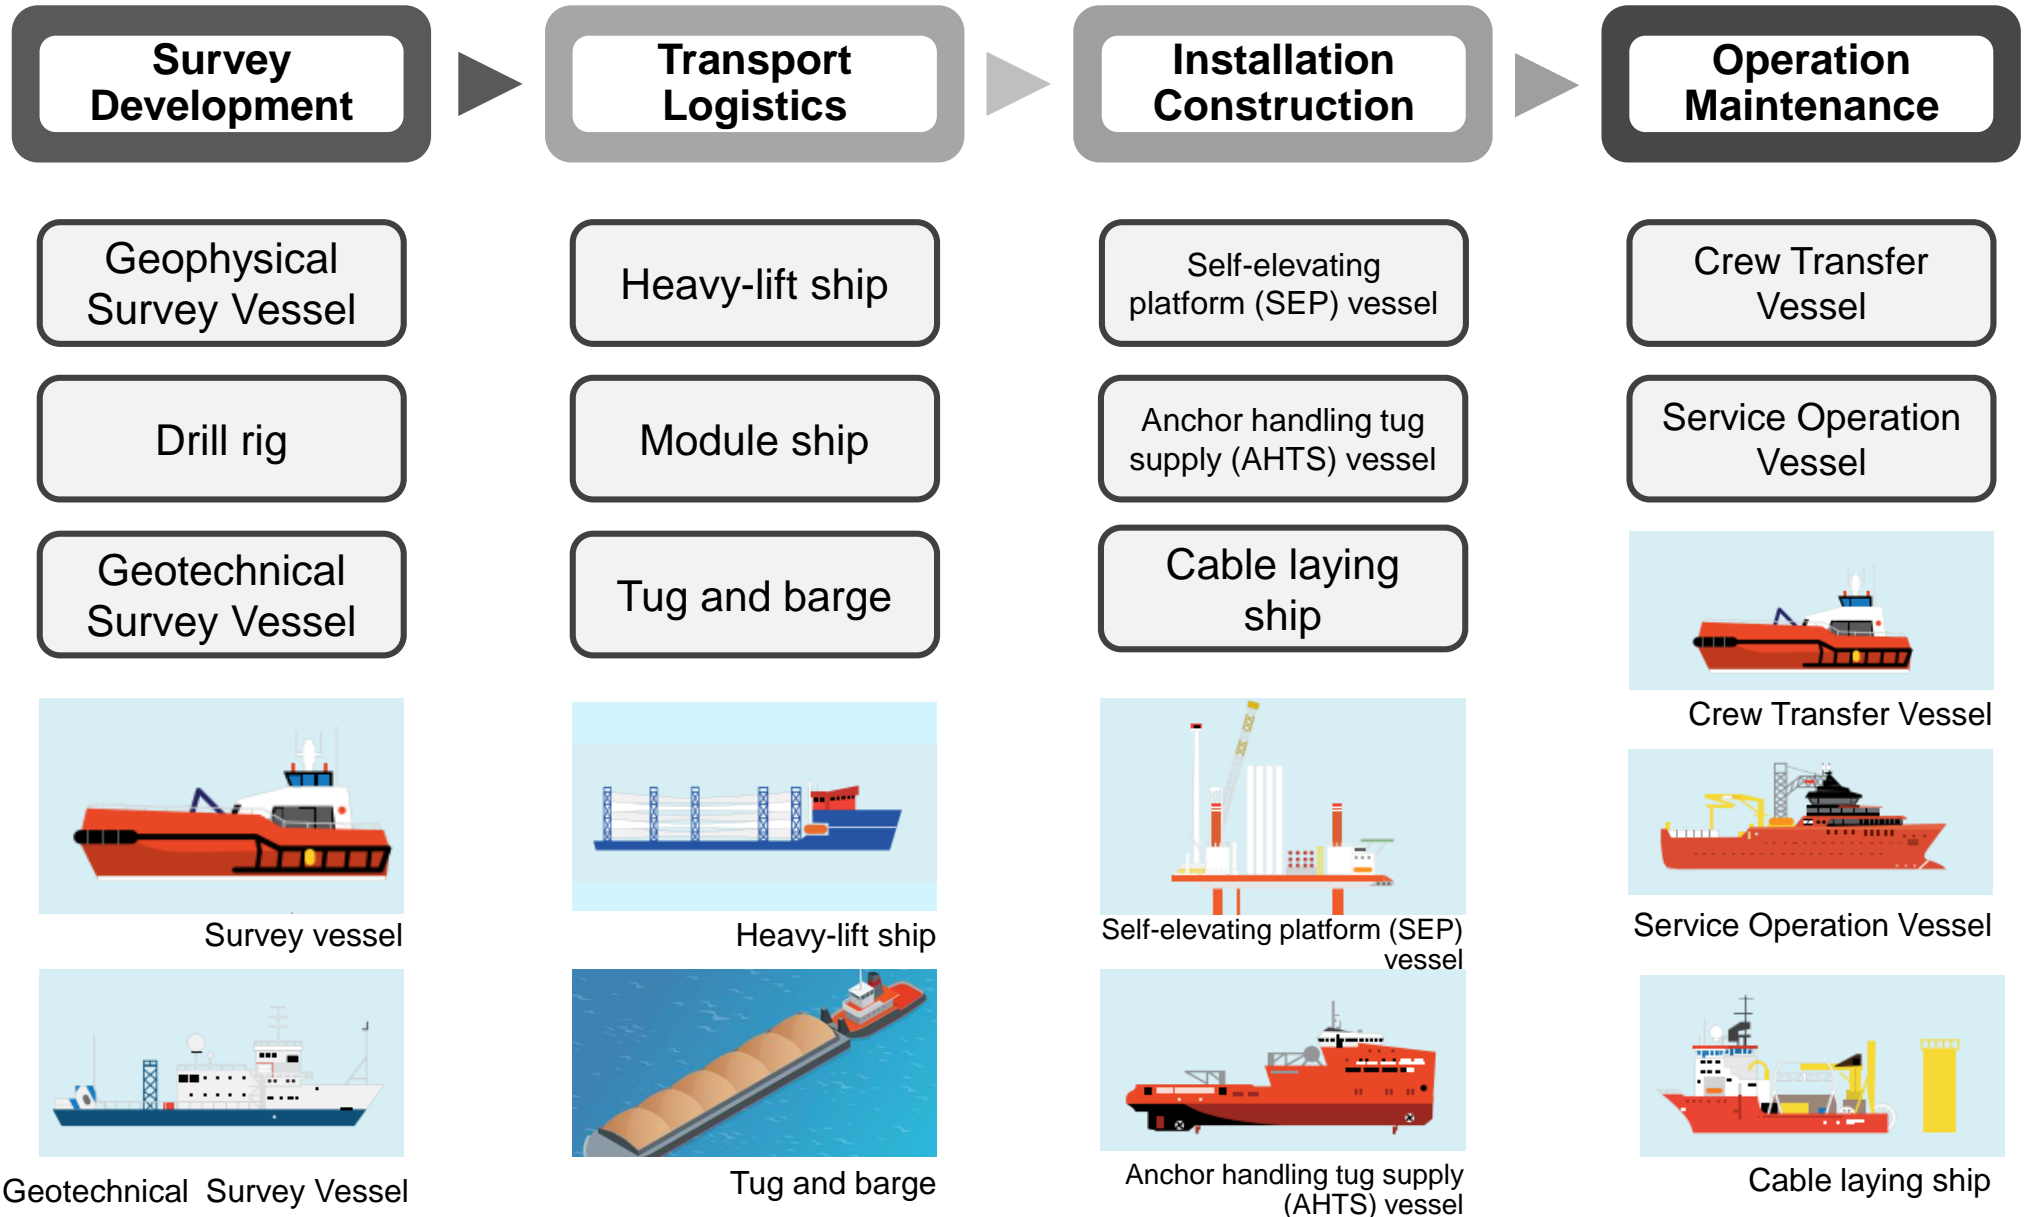 Survey
Development
Transport
Logistics
Installation
Construction
Operation
Maintenance
Geophysical
Survey Vessel
Heavy-lift ship
Self-elevating
platform (SEP) vessel
Crew Transfer
Vessel
Drill rig
Module ship
Anchor handling tug
supply (AHTS) vessel
Service Operation
Vessel
Geotechnical
Survey Vessel
Tug and barge
Cable laying
ship
Crew Transfer Vessel
Survey vessel
Heavy-lift ship
Self-elevating platform (SEP)
vessel
Service Operation Vessel
Geotechnical Survey Vessel
Tug and barge
Anchor handling tug supply
(AHTS) vessel
Cable laying ship